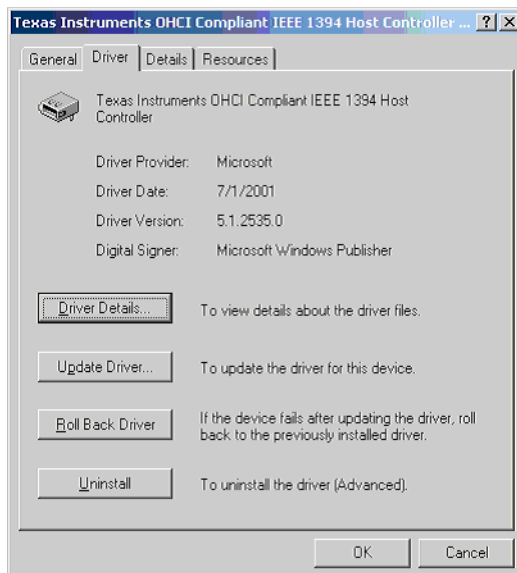 Texas Instruments OHCI Compliant IEEE 1394 Host Controller ... ? X
General Driver Details Resources
Texas Instruments OHCI Compliant IEEE 1394 Host
Controller
Driver Provider: Microsoft
Driver Date: 7/1/2001
Driver Version: 5.1.2535.0
Digital Signer: Microsoft Windows Publisher
Driver Details... To view details about the driver files.
Update Driver... To update the driver for this device.
Roll Back Driver If the device fails after updating the driver, roll
back to the previously installed driver.
Uninstall To uninstall the driver (Advanced).
OK Cancel